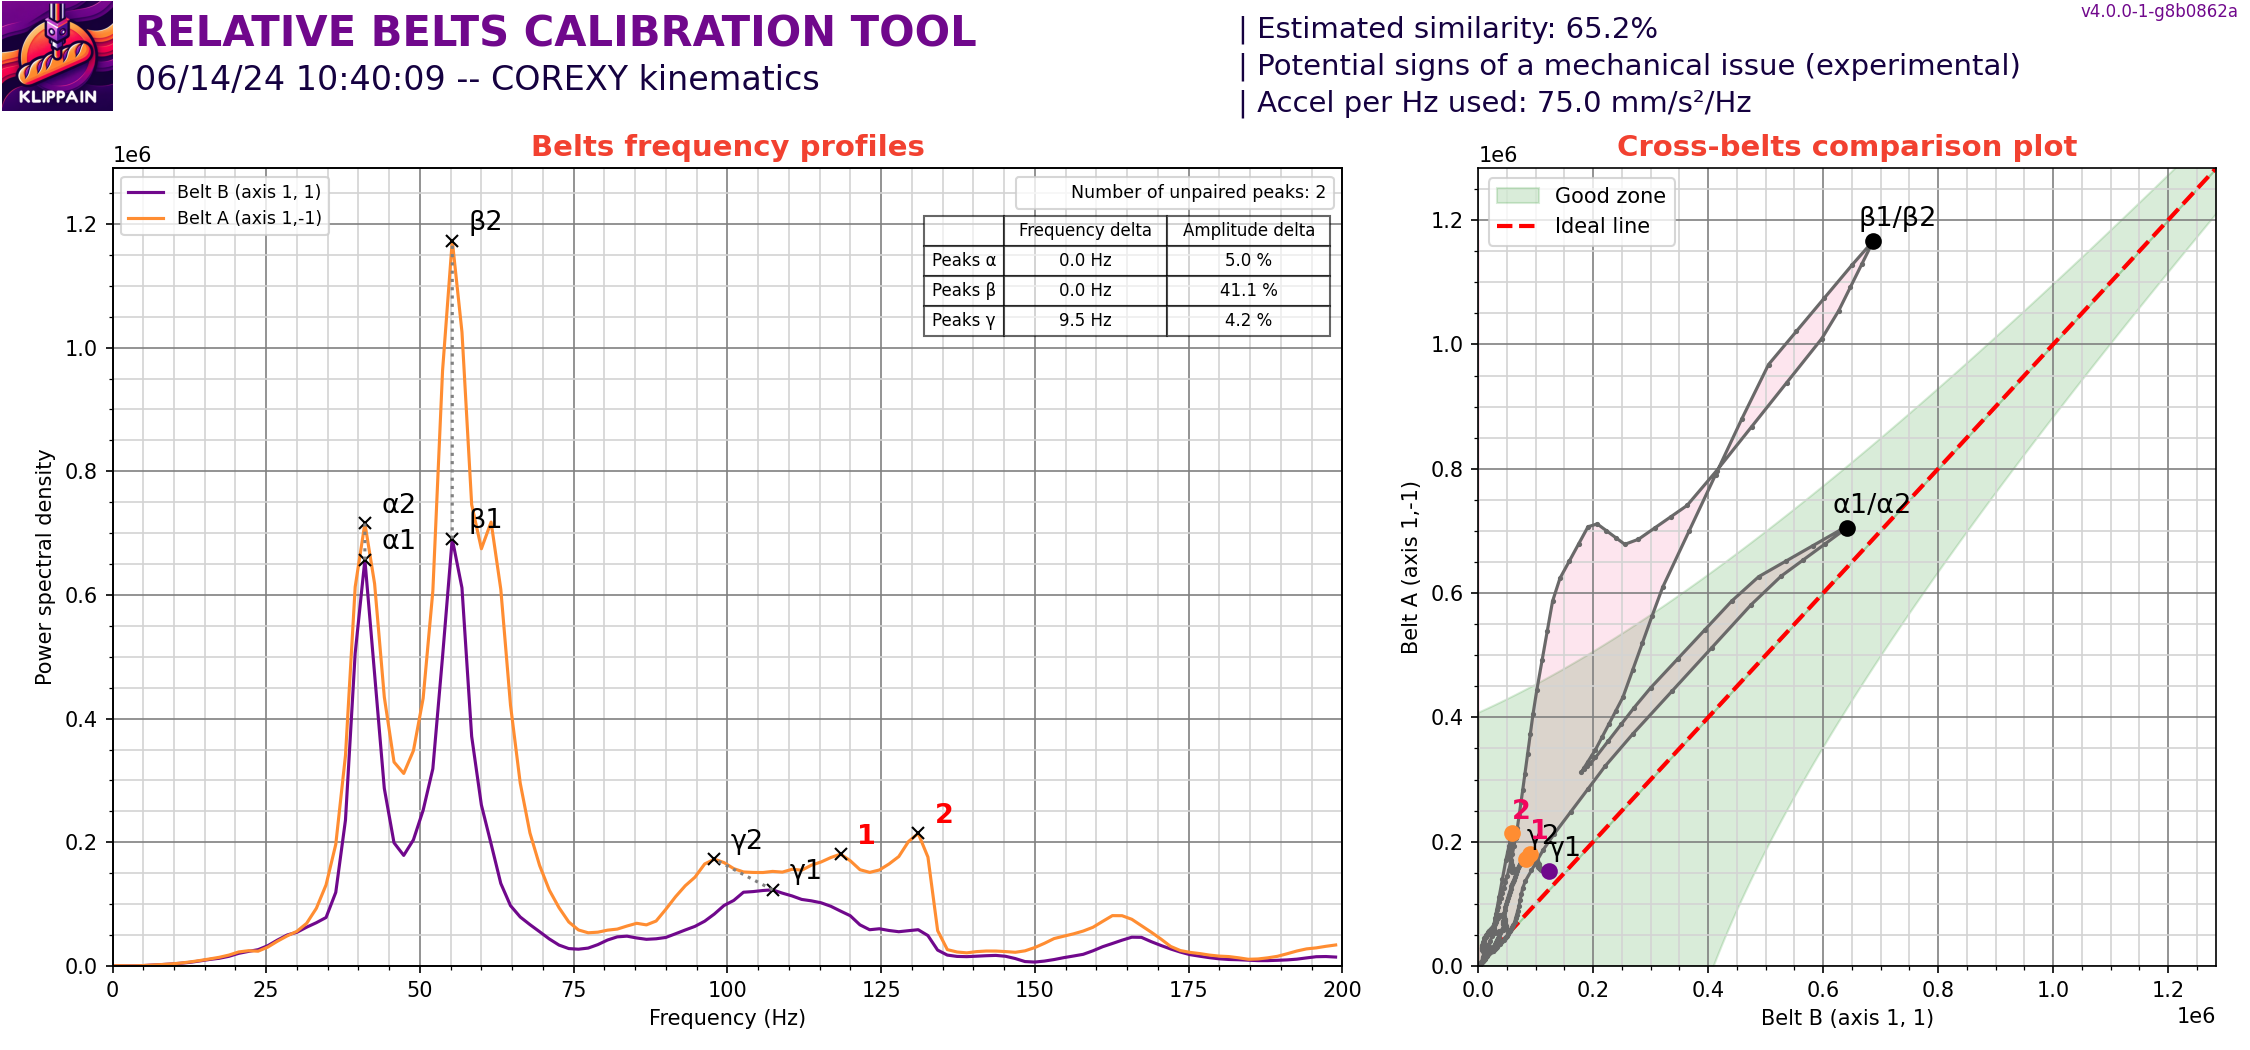 KLIPPAIN
RELATIVE BELTS CALIBRATION TOOL
06/14/24 10:40:09 -- COREXY kinematics
| Estimated similarity: 65.2%
| Potential signs of a mechanical issue (experimental)
| Accel per Hz used: 75.0 mm/s²/Hz
v4.0.0-1-g8b0862a
Belts frequency profiles
1e6
Belt B (axis 1, 1)
Belt A (axis 1,-1)
Number of unpaired peaks: 2
Frequency delta Amplitude delta
Peaks α 0.0 Hz 5.0 %
Peaks β 0.0 Hz 41.1 %
Peaks γ 9.5 Hz 4.2 %
β2
α2
β1
α1
γ2
γ1
1
2
1.2
1.0
0.8
0.6
0.4
0.2
0.0
Power spectral density
0 25 50 75 100 125 150 175 200
Frequency (Hz)
Cross-belts comparison plot
1e6
Good zone
Ideal line
β1/β2
α1/α2
2
1
γ2
γ1
1.2
1.0
0.8
0.6
0.4
0.2
0.0
Belt A (axis 1,-1)
0.0 0.2 0.4 0.6 0.8 1.0 1.2
Belt B (axis 1, 1)
1e6